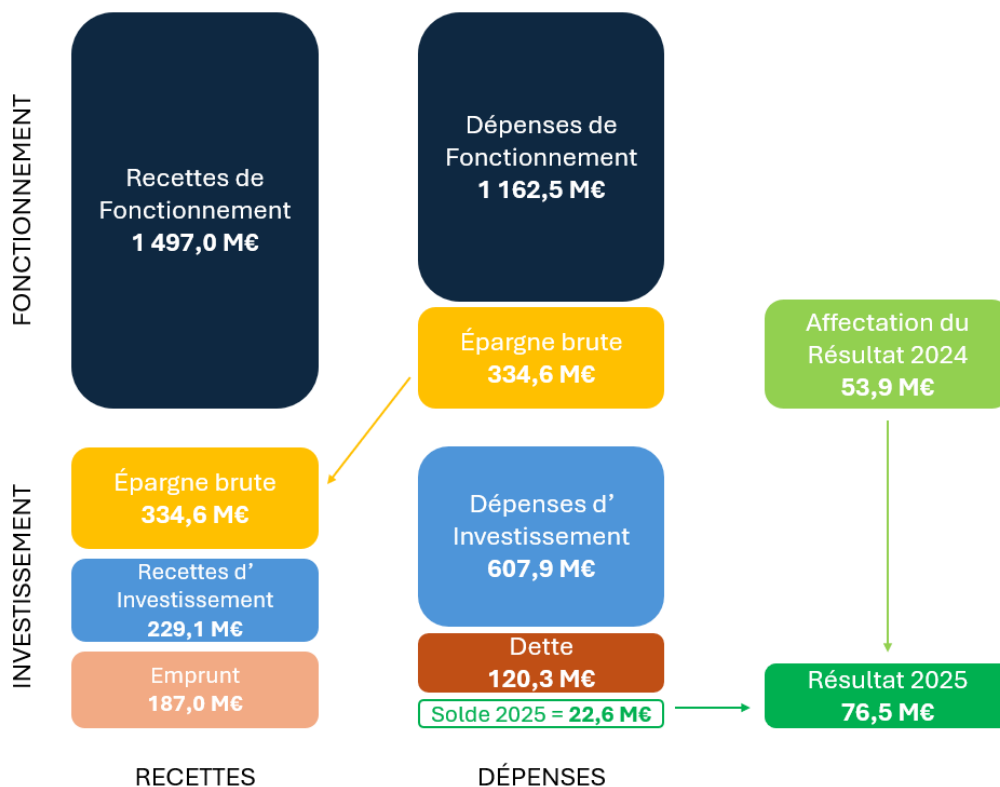 FONCTIONNEMENT
Recettes de
Fonctionnement
1 497,0 M€
Dépenses de
Fonctionnement
1 162,5 M€
Épargne brute
334,6 M€
Affectation du
Résultat 2024
53,9 M€
INVESTISSEMENT
Épargne brute
334,6 M€
Recettes d’
Investissement
229,1 M€
Emprunt
187,0 M€
Dépenses d’
Investissement
607,9 M€
Dette
120,3 M€
Solde 2025 = 22,6 M€
Résultat 2025
76,5 M€
RECETTES
DÉPENSES